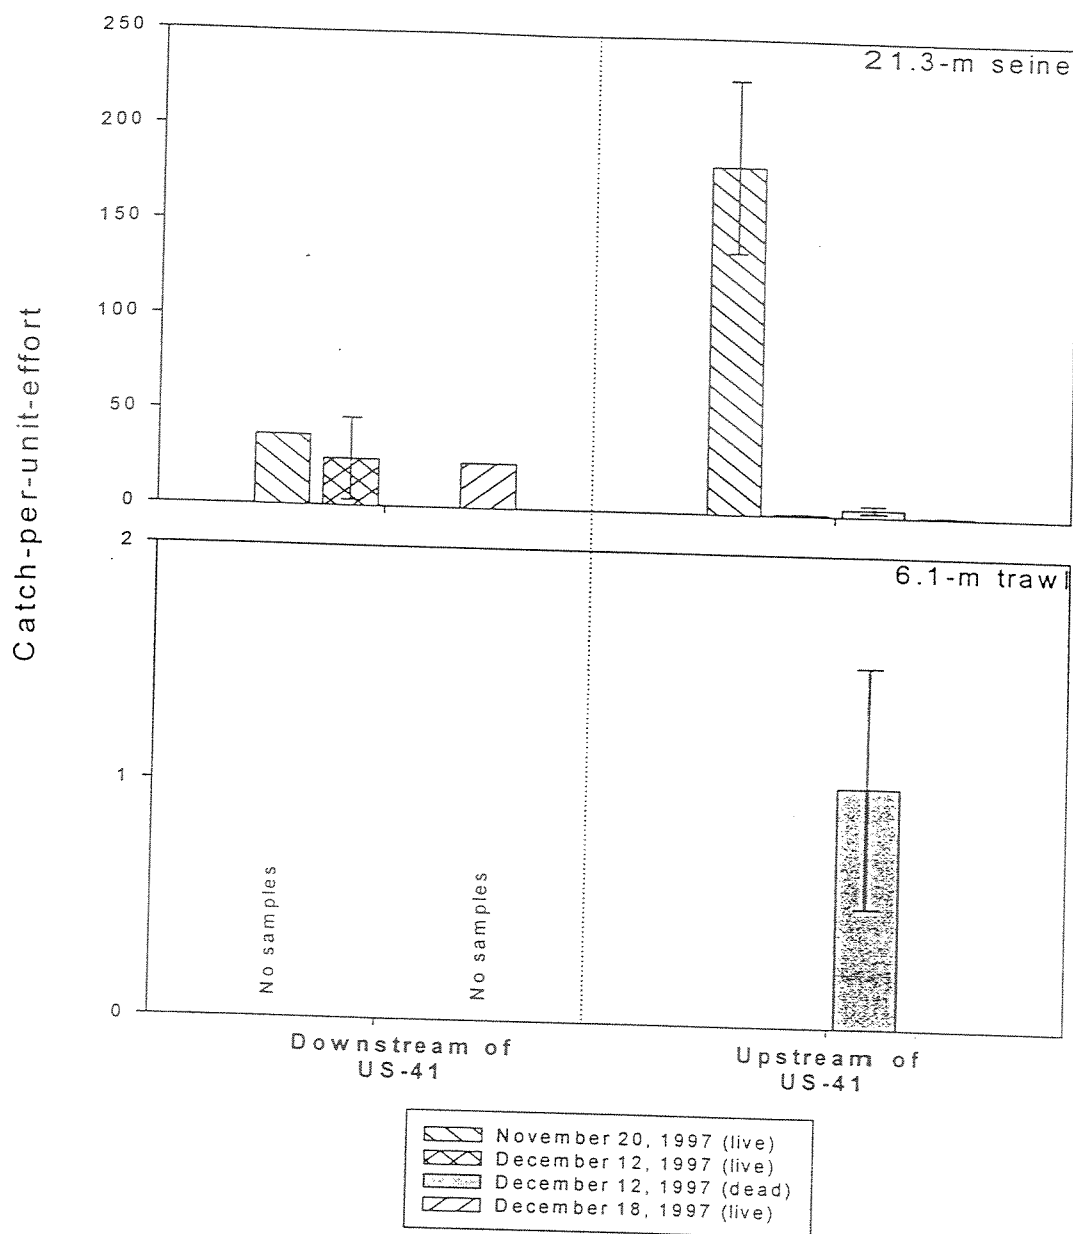 250
21.3-m seine
200
150
100
50
0
Catch-per-unit-effort
2
6.1-m trawl
1
No samples
No samples
0
Downstream of
US-41
Upstream of
US-41
November 20, 1997 (live)
December 12, 1997 (live)
December 12, 1997 (dead)
December 18, 1997 (live)